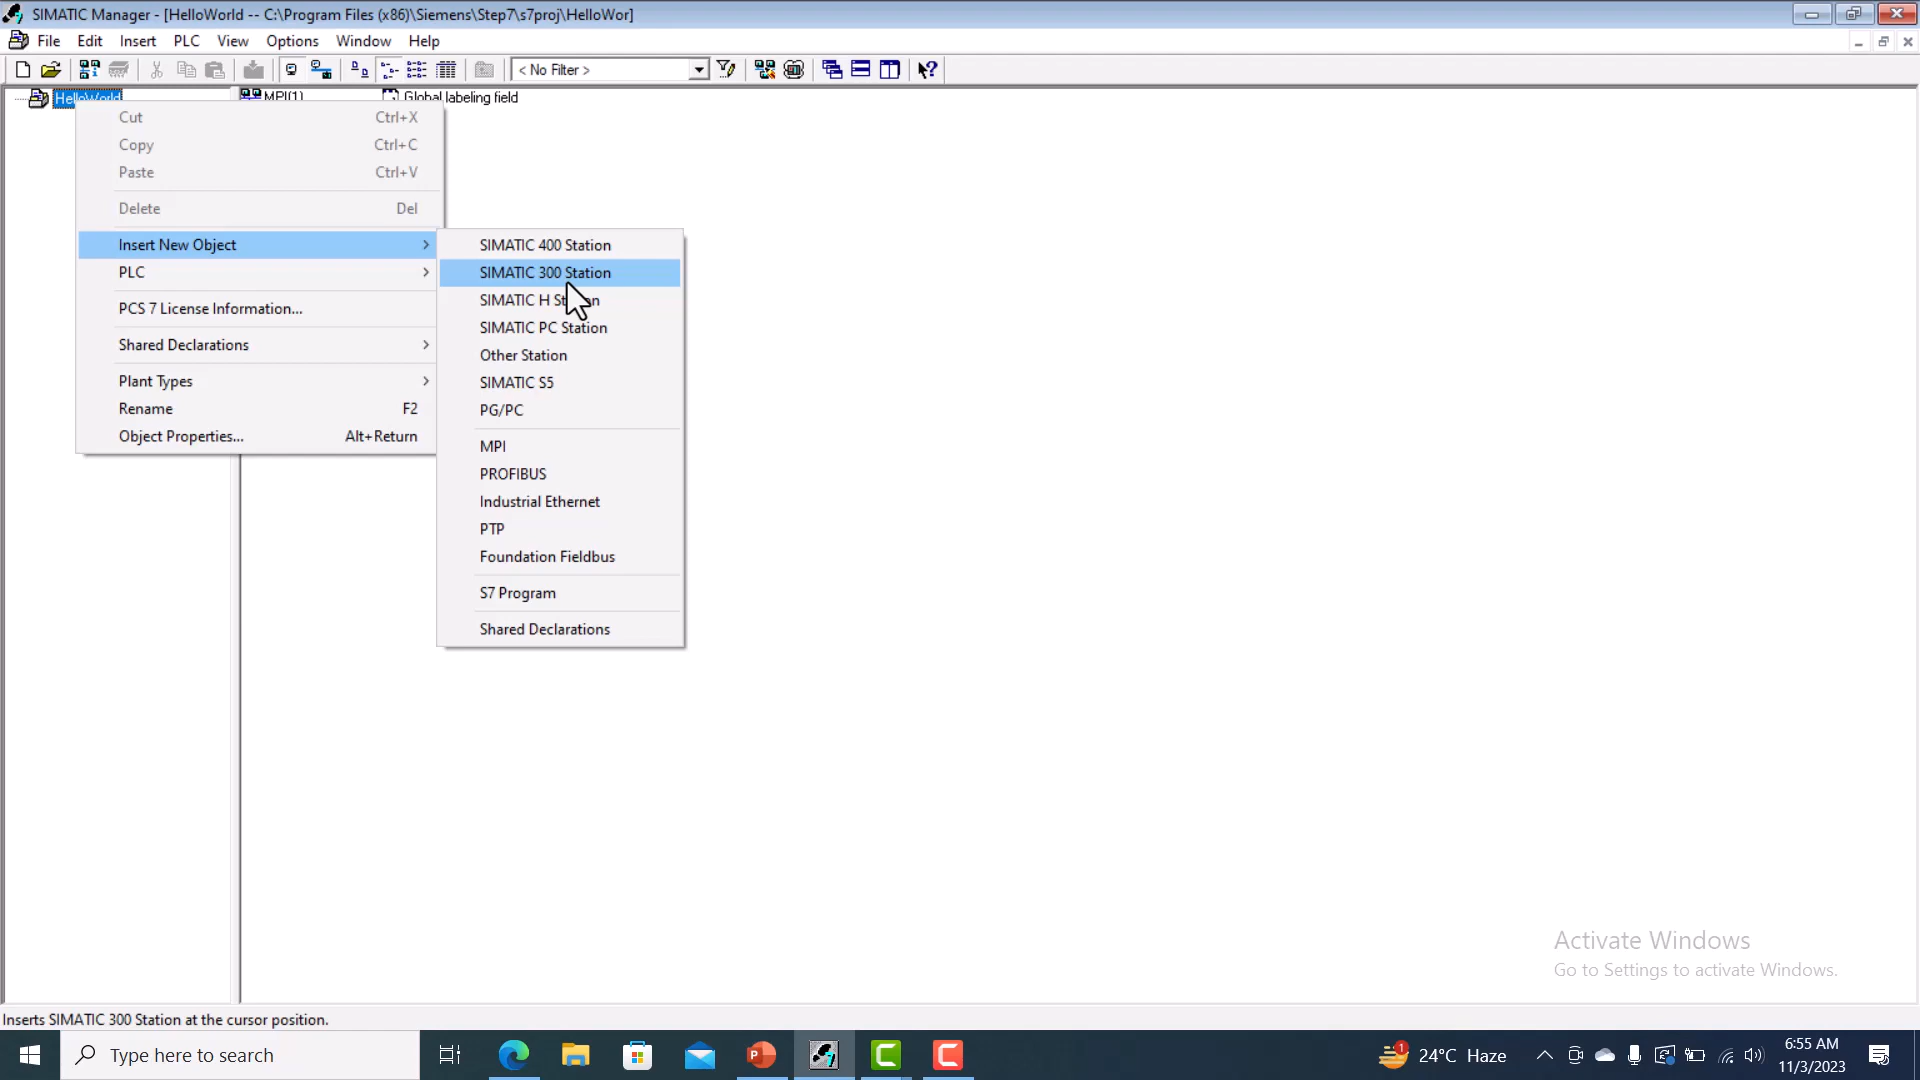 SIMATIC Manager - [HelloWorld -- C:\Program Files (x86)\Siemens\Step7\s7proj\HelloWor]
File Edit Insert PLC View Options Window Help
< No Filter >
HelloWorld MPI(1) Global labeling field
Cut Ctrl+X
Copy Ctrl+C
Paste Ctrl+V
Delete Del
Insert New Object
PLC
PCS 7 License Information...
Shared Declarations
Plant Types
Rename F2
Object Properties... Alt+Return
SIMATIC 400 Station
SIMATIC 300 Station
SIMATIC H Station
SIMATIC PC Station
Other Station
SIMATIC S5
PG/PC
MPI
PROFIBUS
Industrial Ethernet
PTP
Foundation Fieldbus
S7 Program
Shared Declarations
Activate Windows
Go to Settings to activate Windows.
Inserts SIMATIC 300 Station at the cursor position.
Type here to search
1
24°C Haze
6:55 AM
11/3/2023